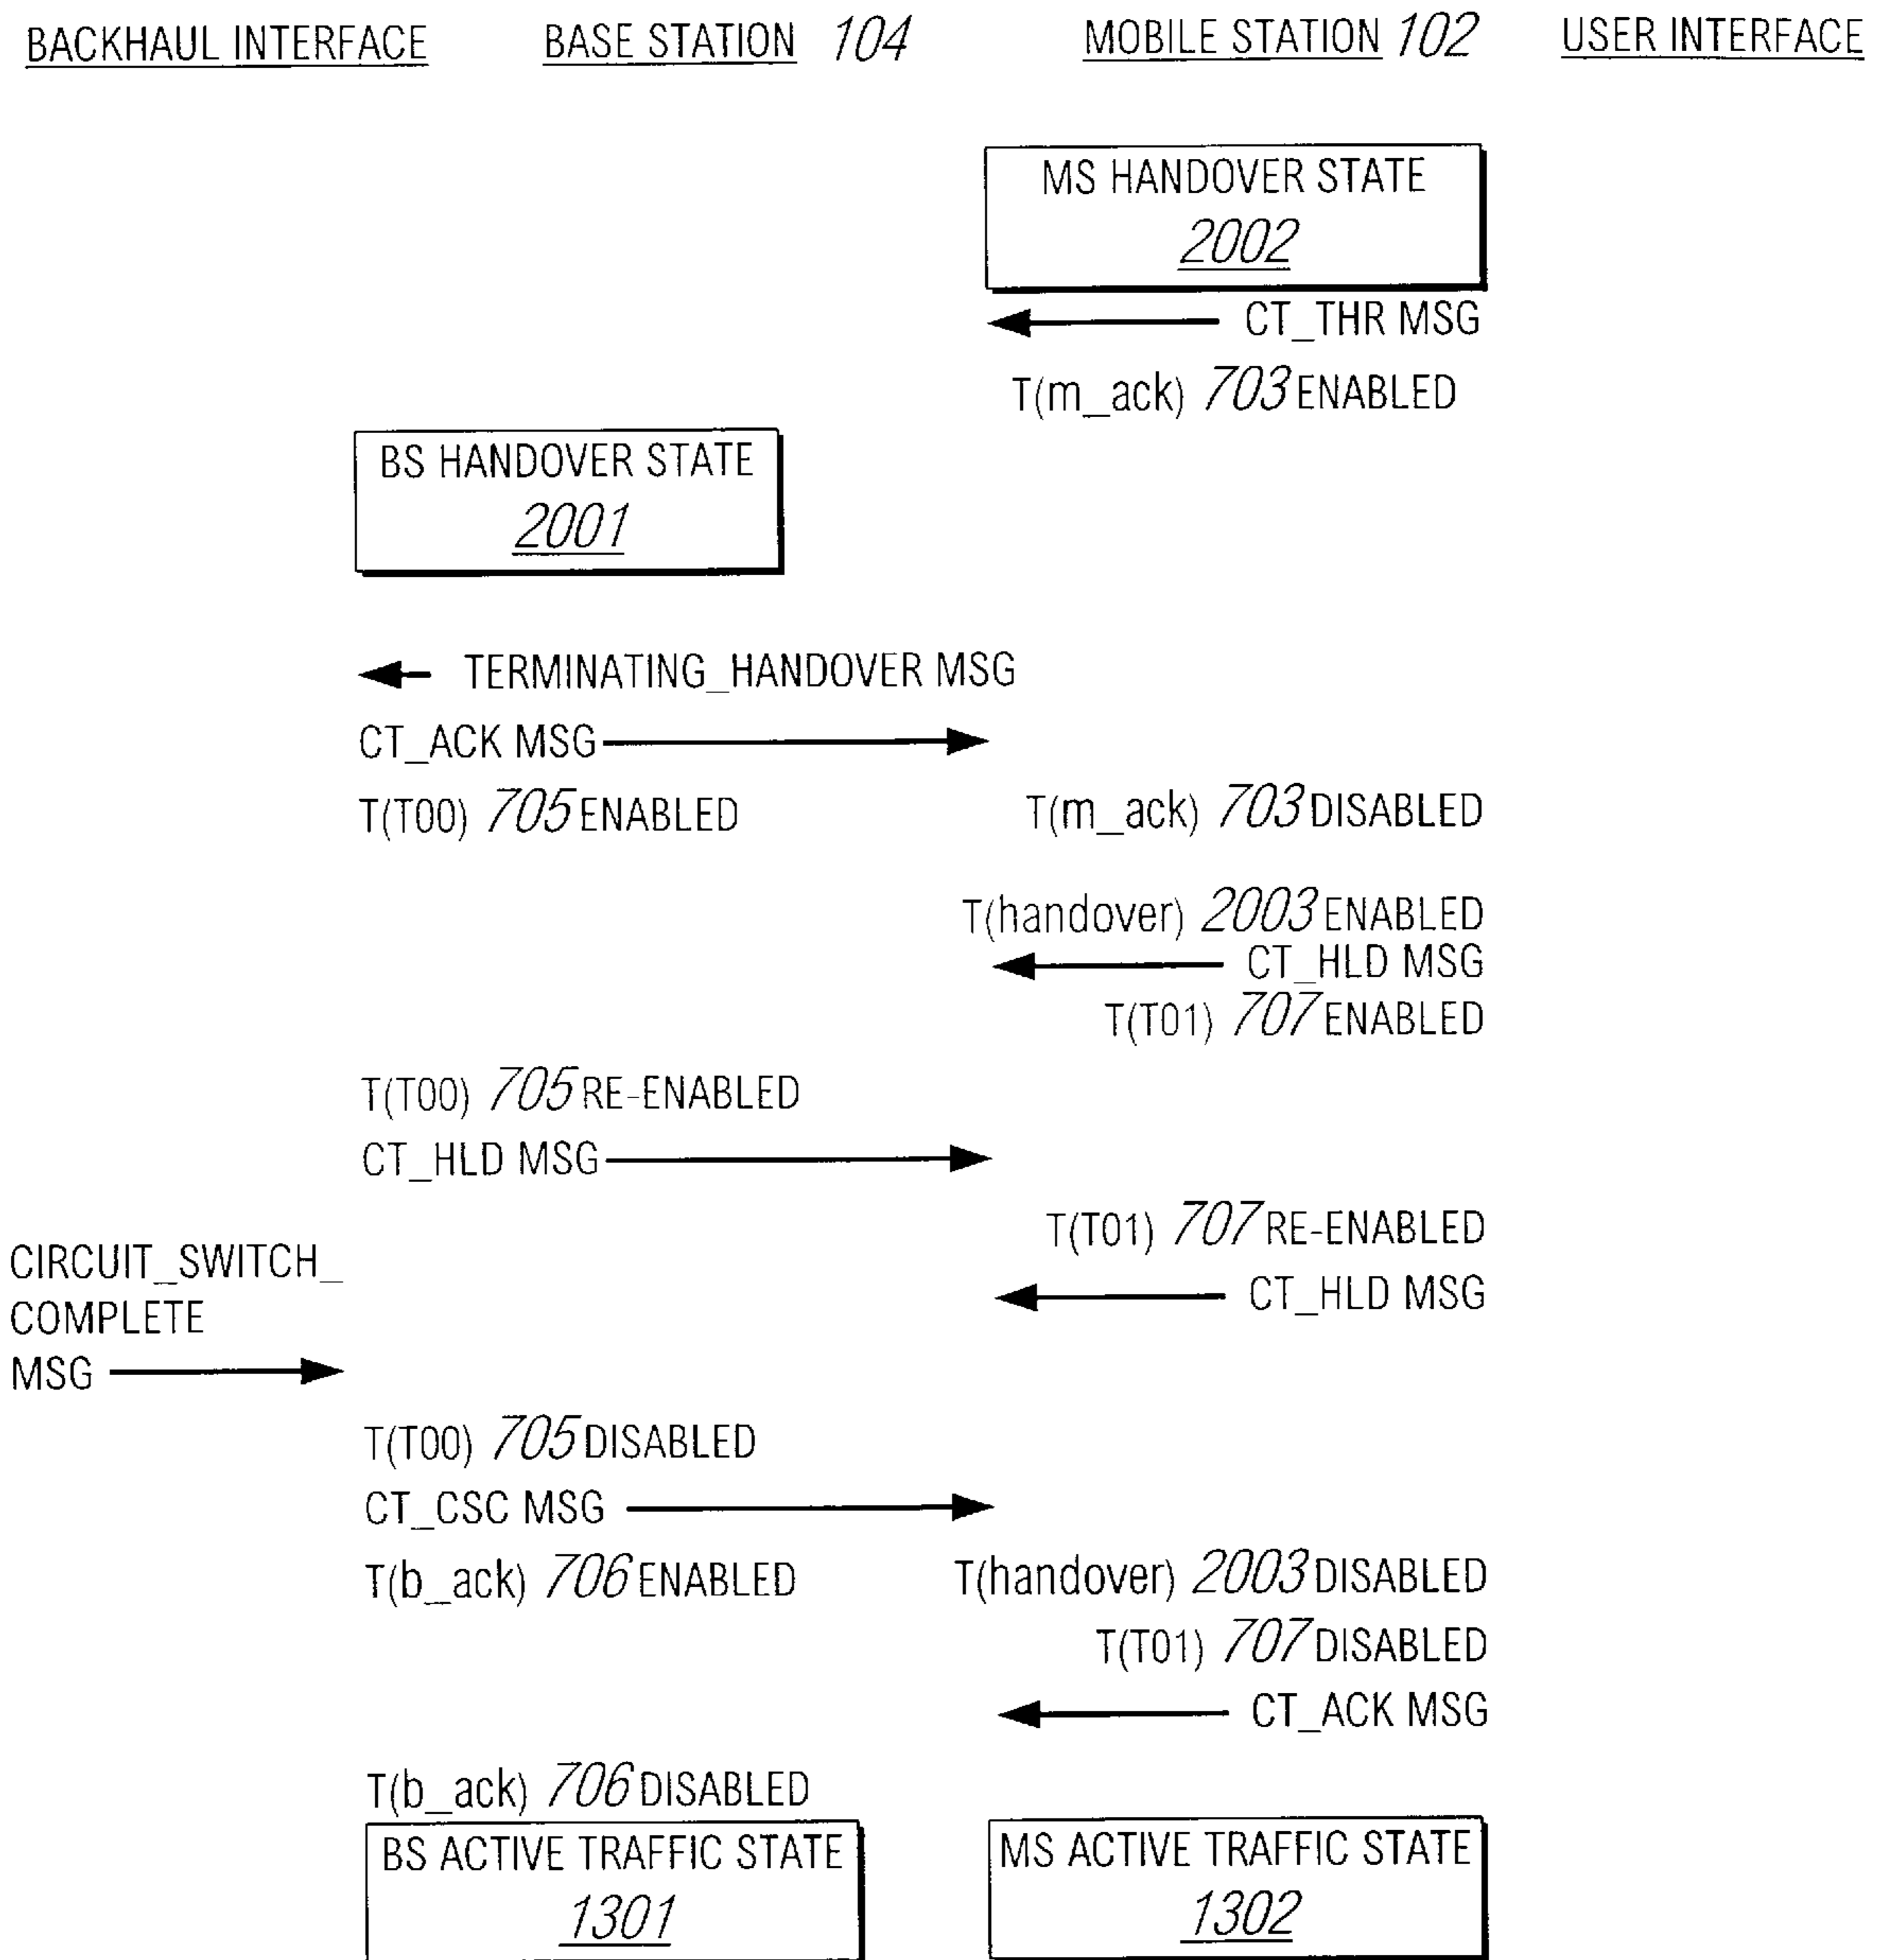 BACKHAUL INTERFACE BASE STATION 104 MOBILE STATION 102 USER INTERFACE
MS HANDOVER STATE
2002
CT_THR MSG
T(m_ack) 703 ENABLED
BS HANDOVER STATE
2001
TERMINATING_HANDOVER MSG
CT_ACK MSG
T(T00) 705 ENABLED T(m_ack) 703 DISABLED
T(handover) 2003 ENABLED
CT_HLD MSG
T(T01) 707 ENABLED
T(T00) 705 RE-ENABLED
CT_HLD MSG
T(T01) 707 RE-ENABLED
CIRCUIT_SWITCH_
CT_HLD MSG
COMPLETE
MSG
T(T00) 705 DISABLED
CT_CSC MSG
T(b_ack) 706 ENABLED T(handover) 2003 DISABLED
T(T01) 707 DISABLED
CT_ACK MSG
T(b_ack) 706 DISABLED
BS ACTIVE TRAFFIC STATE MS ACTIVE TRAFFIC STATE
1301 1302